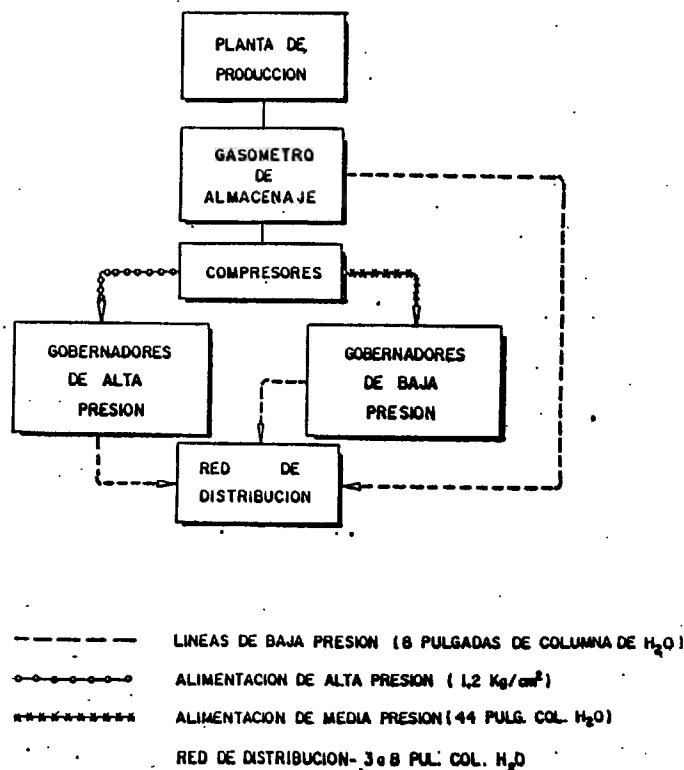 PLANTA DE
PRODUCCION
GASOMETRO
DE
ALMACENAJE
COMPRESORES
GOBERNADORES
DE ALTA
PRESION
GOBERNADORES
DE BAJA
PRESION
RED DE
DISTRIBUCION
LINEAS DE BAJA PRESION (8 PULGADAS DE COLUMNA DE H₂O)
ALIMENTACION DE ALTA PRESION (1,2 Kg/cm²)
ALIMENTACION DE MEDIA PRESION (44 PULG. COL. H₂O)
RED DE DISTRIBUCION- 3 a 8 PUL. COL. H₂O